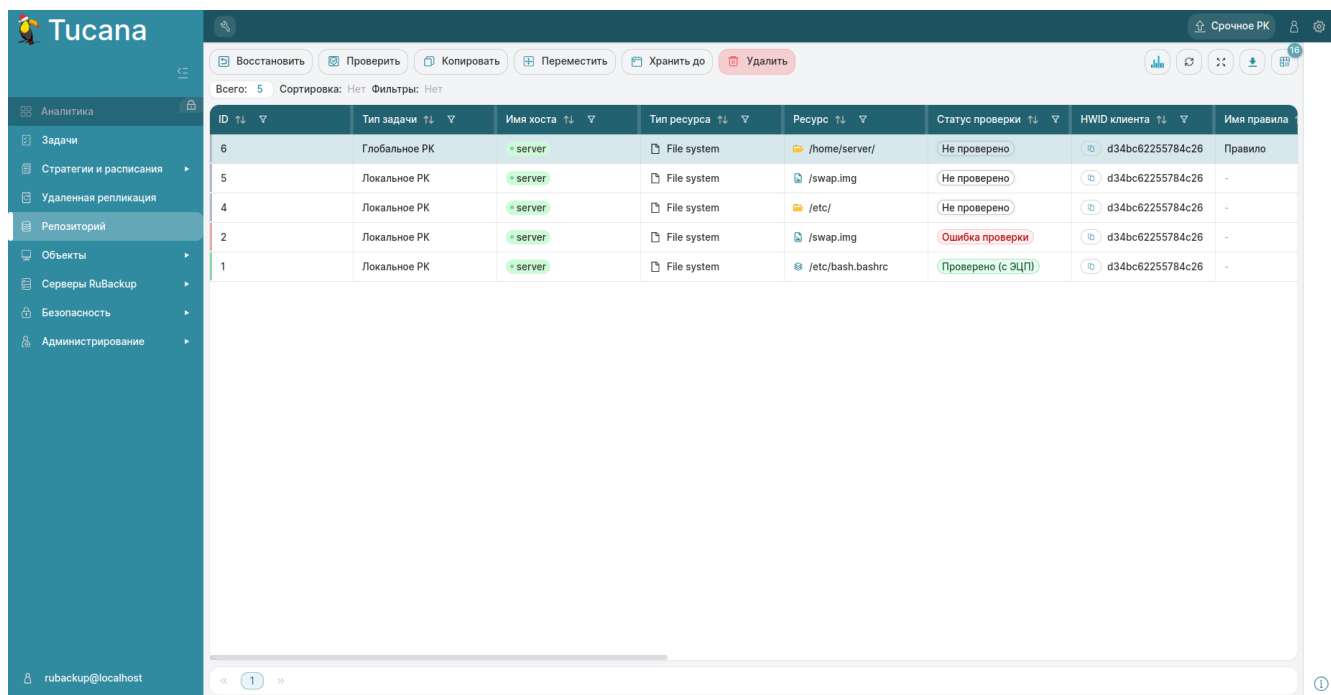 Tucana
Срочное РК
Восстановить Проверить Копировать Переместить Хранить до Удалить
16
Всего: 5 Сортировка: Нет Фильтры: Нет
Аналитика
Задачи
Стратегии и расписания
Удаленная репликация
Репозиторий
Объекты
Серверы RuBackup
Безопасность
Администрирование
ID Тип задачи Имя хоста Тип ресурса Ресурс Статус проверки HWID клиента Имя правила
6 Глобальное РК server File system /home/server/ Не проверено d34bc62255784c26 Правило
5 Локальное РК server File system /swap.img Не проверено d34bc62255784c26 -
4 Локальное РК server File system /etc/ Не проверено d34bc62255784c26 -
2 Локальное РК server File system /swap.img Ошибка проверки d34bc62255784c26 -
1 Локальное РК server File system /etc/bash.bashrc Проверено (с ЭЦП) d34bc62255784c26 -
rubackup@localhost
« 1 »